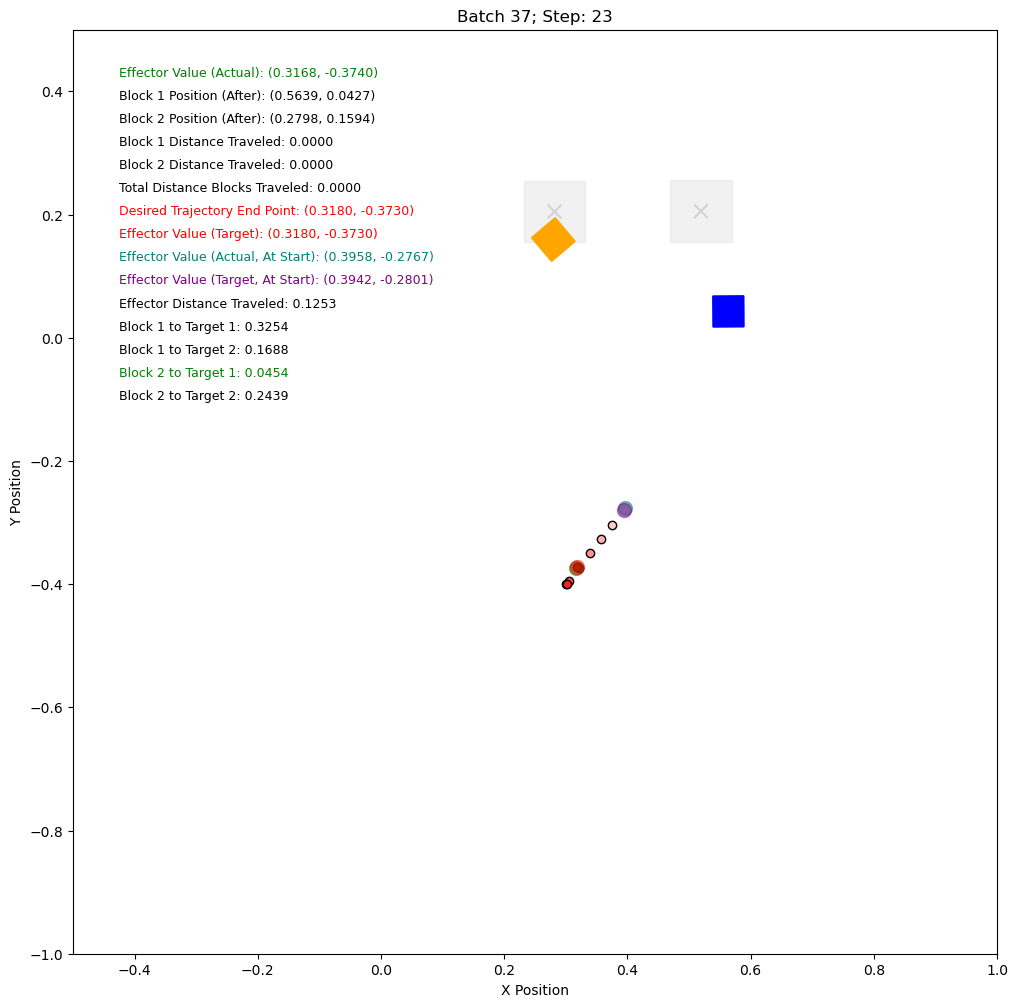 Batch 37; Step: 23
Effector Value (Actual): (0.3168, -0.3740)
Block 1 Position (After): (0.5639, 0.0427)
Block 2 Position (After): (0.2798, 0.1594)
Block 1 Distance Traveled: 0.0000
Block 2 Distance Traveled: 0.0000
Total Distance Blocks Traveled: 0.0000
Desired Trajectory End Point: (0.3180, -0.3730)
Effector Value (Target): (0.3180, -0.3730)
Effector Value (Actual, At Start): (0.3958, -0.2767)
Effector Value (Target, At Start): (0.3942, -0.2801)
Effector Distance Traveled: 0.1253
Block 1 to Target 1: 0.3254
Block 1 to Target 2: 0.1688
Block 2 to Target 1: 0.0454
Block 2 to Target 2: 0.2439
Y Position
0.4
0.2
0.0
−0.2
−0.4
−0.6
−0.8
−1.0
−0.4 −0.2 0.0 0.2 0.4 0.6 0.8 1.0
X Position